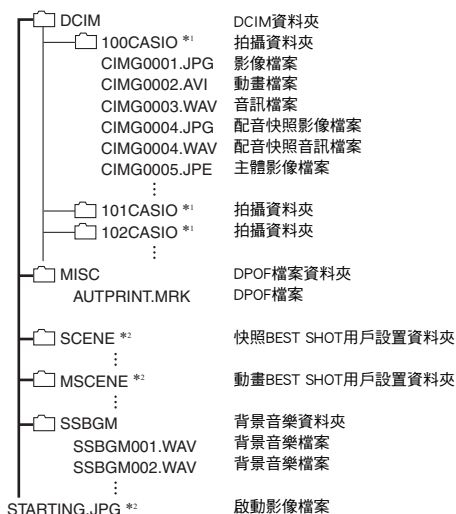 DCIM DCIM資料夾
100CASIO *1 拍攝資料夾
CIMG0001.JPG 影像檔案
CIMG0002.AVI 動畫檔案
CIMG0003.WAV 音訊檔案
CIMG0004.JPG 配音快照影像檔案
CIMG0004.WAV 配音快照音訊檔案
CIMG0005.JPE 主體影像檔案
101CASIO *1 拍攝資料夾
102CASIO *1 拍攝資料夾
MISC DPOF檔案資料夾
AUTPRINT.MRK DPOF檔案
SCENE *2 快照BEST SHOT用戶設置資料夾
MSCENE *2 動畫BEST SHOT用戶設置資料夾
SSBGM 背景音樂資料夾
SSBGM001.WAV 背景音樂檔案
SSBGM002.WAV 背景音樂檔案
STARTING.JPG *2 啟動影像檔案